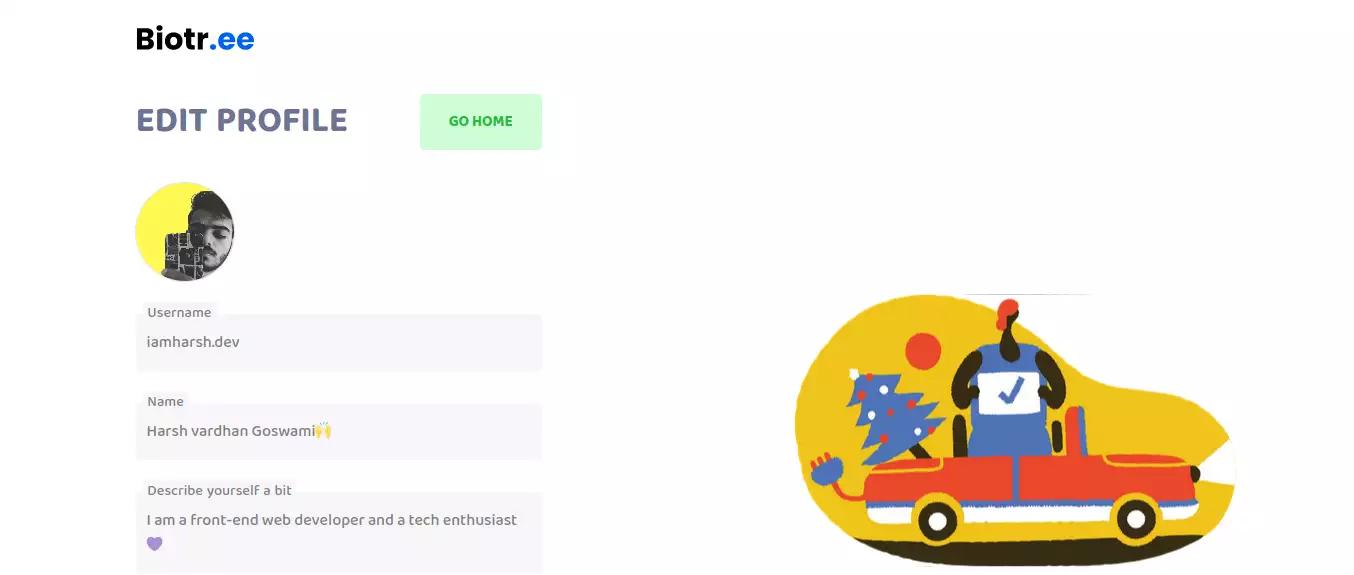 Biotr.ee
EDIT PROFILE
GO HOME
Username
iamharsh.dev
Name
Harsh vardhan Goswami🙌
Describe yourself a bit
I am a front-end web developer and a tech enthusiast
💜